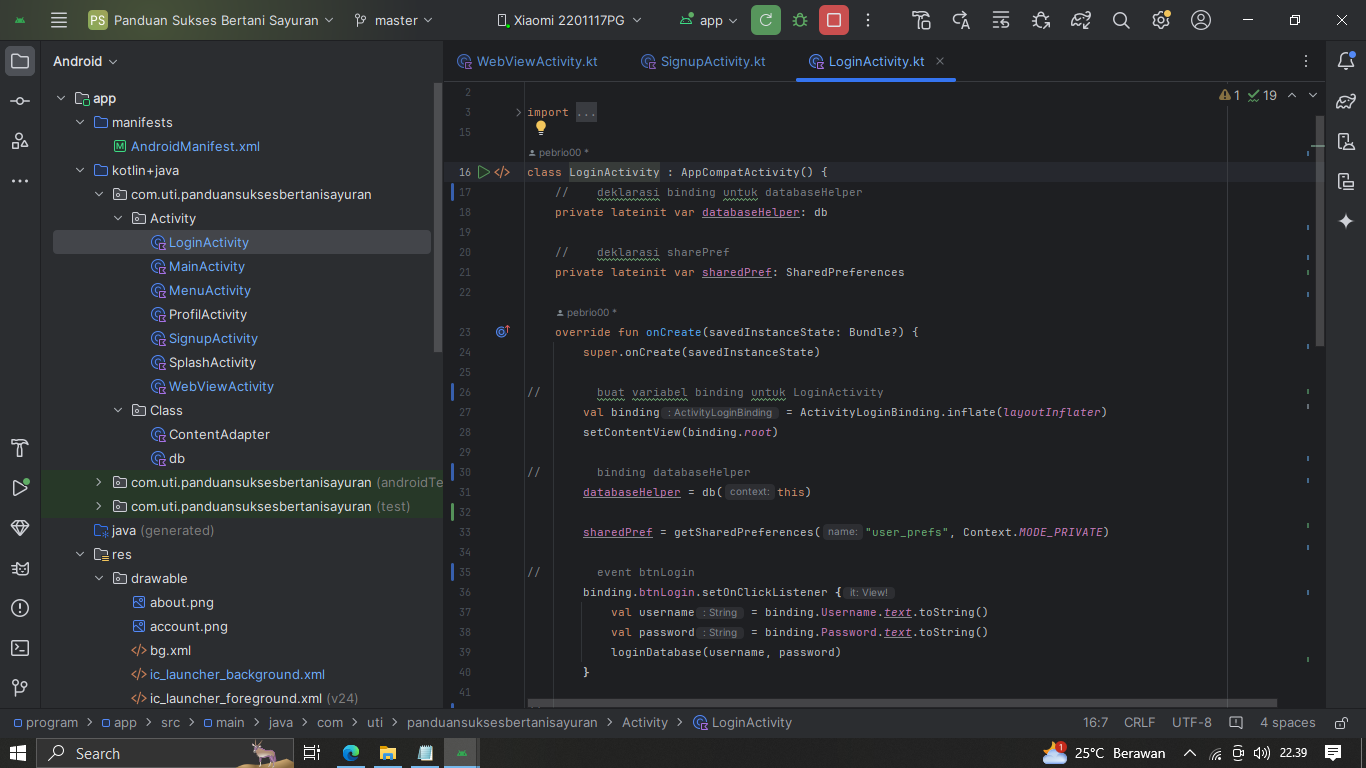 PS Panduan Sukses Bertani Sayuran master Xiaomi 2201117PG app
Android
WebViewActivity.kt SignupActivity.kt LoginActivity.kt
app
manifests
AndroidManifest.xml
kotlin+java
com.uti.panduansuksesbertanisayuran
Activity
LoginActivity
MainActivity
MenuActivity
ProfilActivity
SignupActivity
SplashActivity
WebViewActivity
Class
ContentAdapter
db
com.uti.panduansuksesbertanisayuran (androidTe
com.uti.panduansuksesbertanisayuran (test)
java (generated)
res
drawable
about.png
account.png
bg.xml
ic_launcher_background.xml
ic_launcher_foreground.xml (v24)
1 19
2
3 import ...
15
pebrio00 *
16 class LoginActivity : AppCompatActivity() {
17 // deklarasi binding untuk databaseHelper
18 private lateinit var databaseHelper: db
19
20 // deklarasi sharePref
21 private lateinit var sharedPref: SharedPreferences
22
pebrio00 *
23 override fun onCreate(savedInstanceState: Bundle?) {
24 super.onCreate(savedInstanceState)
25
26 // buat variabel binding untuk LoginActivity
27 val binding : ActivityLoginBinding = ActivityLoginBinding.inflate(layoutInflater)
28 setContentView(binding.root)
29
30 // binding databaseHelper
31 databaseHelper = db( context: this)
32
33 sharedPref = getSharedPreferences( name: "user_prefs", Context.MODE_PRIVATE)
34
35 // event btnLogin
36 binding.btnLogin.setOnClickListener { it: View!
37 val username : String = binding.Username.text.toString()
38 val password : String = binding.Password.text.toString()
39 loginDatabase(username, password)
40 }
41
program > app > src > main > java > com > uti > panduansuksesbertanisayuran > Activity > LoginActivity 16:7 CRLF UTF-8 4 spaces
Search 1 25°C Berawan 22.39